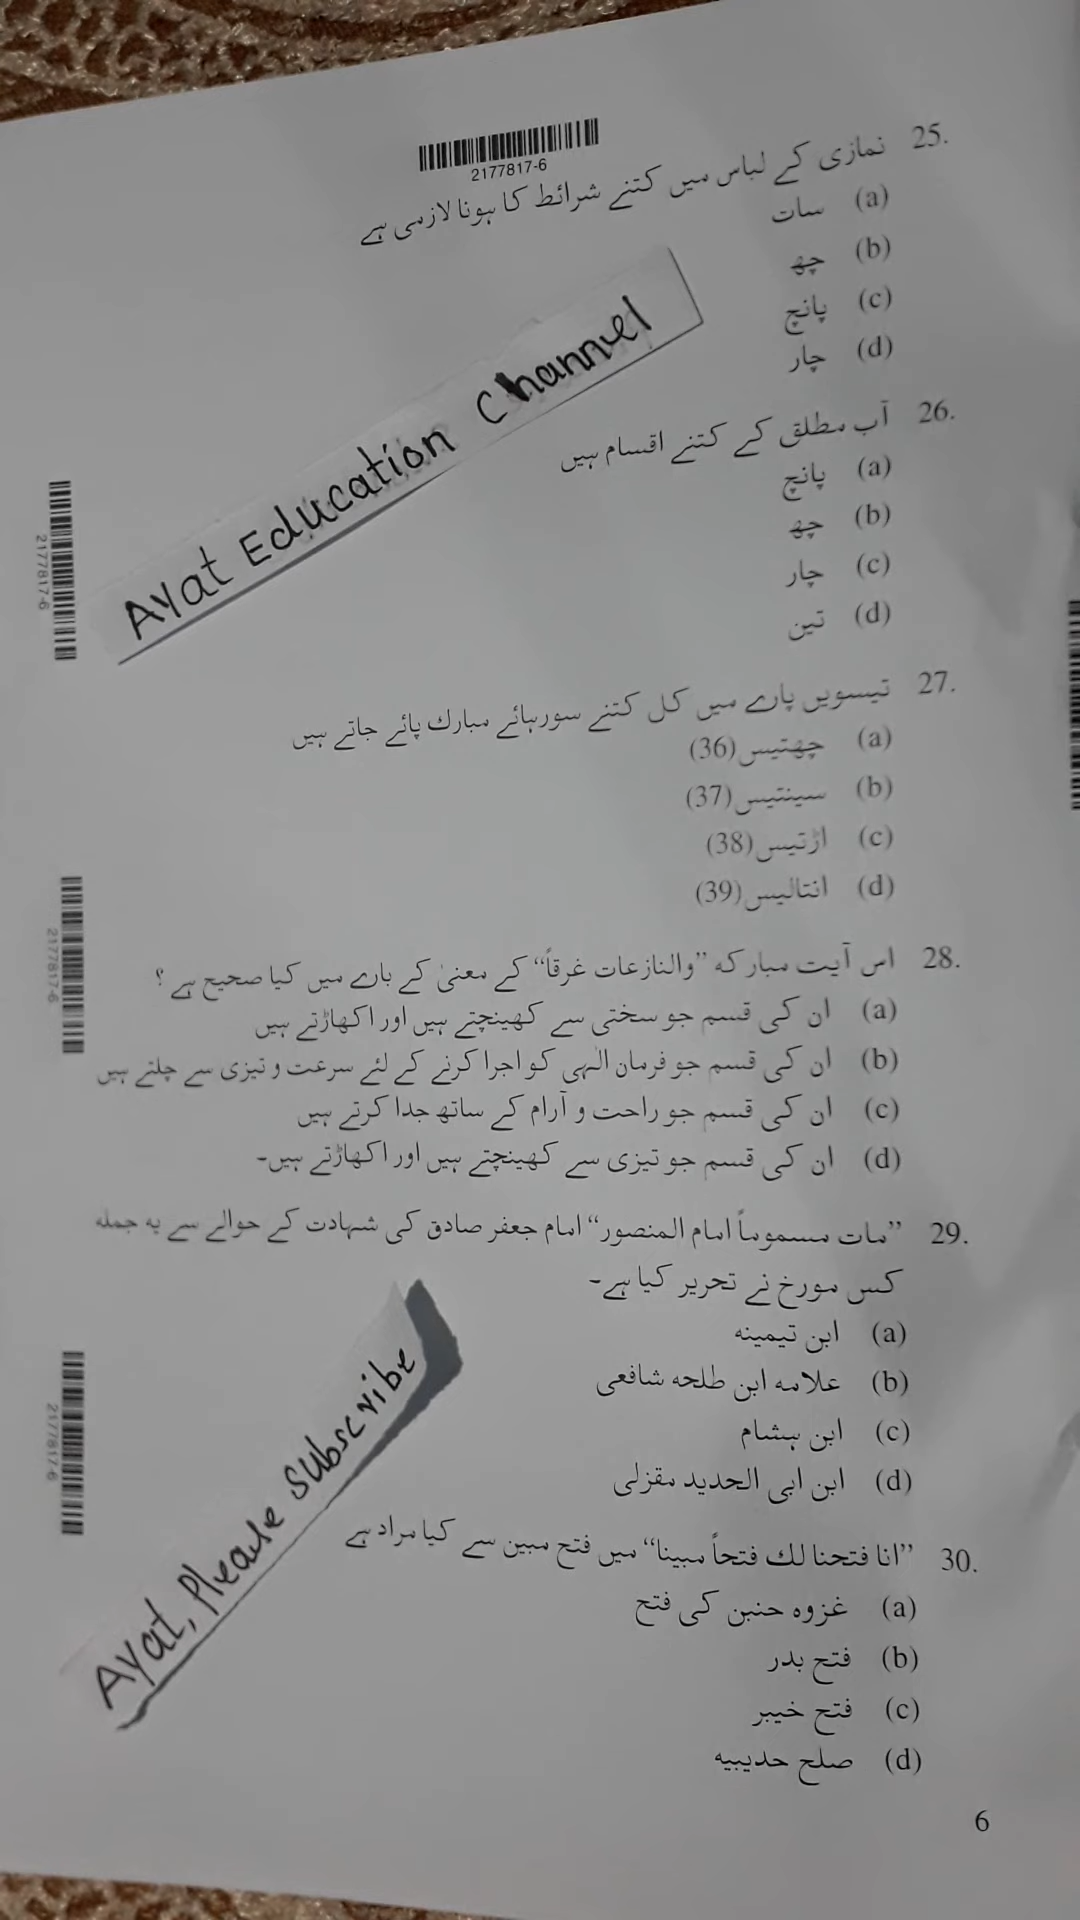 2177817-6
25. نمازی کے لباس میں کتنے شرائط کا ہونا لازمی ہے
(a) سات
(b) چھ
(c) پانچ
(d) چار
Ayat Education Channel
26. آب مطلق کے کتنے اقسام ہیں
(a) پانچ
(b) چھ
(c) چار
(d) تین
2177817-6
27. تیسویں پارے میں کل کتنے سورہائے مبارك پائے جاتے ہیں
(a) چھتیس(36)
(b) سینتیس(37)
(c) اڑتیس(38)
(d) انتالیس(39)
28. اس آیت مبارکہ ”والنازعات غرقاً“ کے معنیٰ کے بارے میں کیا صحیح ہے ؟
(a) ان کی قسم جو سختی سے کھینچتے ہیں اور اکھاڑتے ہیں
(b) ان کی قسم جو فرمان الٰہی کو اجرا کرنے کے لئے سرعت و تیزی سے چلتے ہیں
(c) ان کی قسم جو راحت و آرام کے ساتھ جدا کرتے ہیں
(d) ان کی قسم جو تیزی سے کھینچتے ہیں اور اکھاڑتے ہیں۔
2177817-6
29. ”مات مسموماً امام المنصور“ امام جعفر صادق کی شہادت کے حوالے سے یہ جملہ
کس مورخ نے تحریر کیا ہے۔
(a) ابن تیمینہ
(b) علامہ ابن طلحہ شافعی
(c) ابن ہشام
(d) ابن ابی الحدید مقزلی
2177817-6
Ayat, Please Subscribe
30. ”انا فتحنا لك فتحاً مبینا“ میں فتح مبین سے کیا مراد ہے
(a) غزوہ حنبن کی فتح
(b) فتح بدر
(c) فتح خیبر
(d) صلح حدیبیہ
6